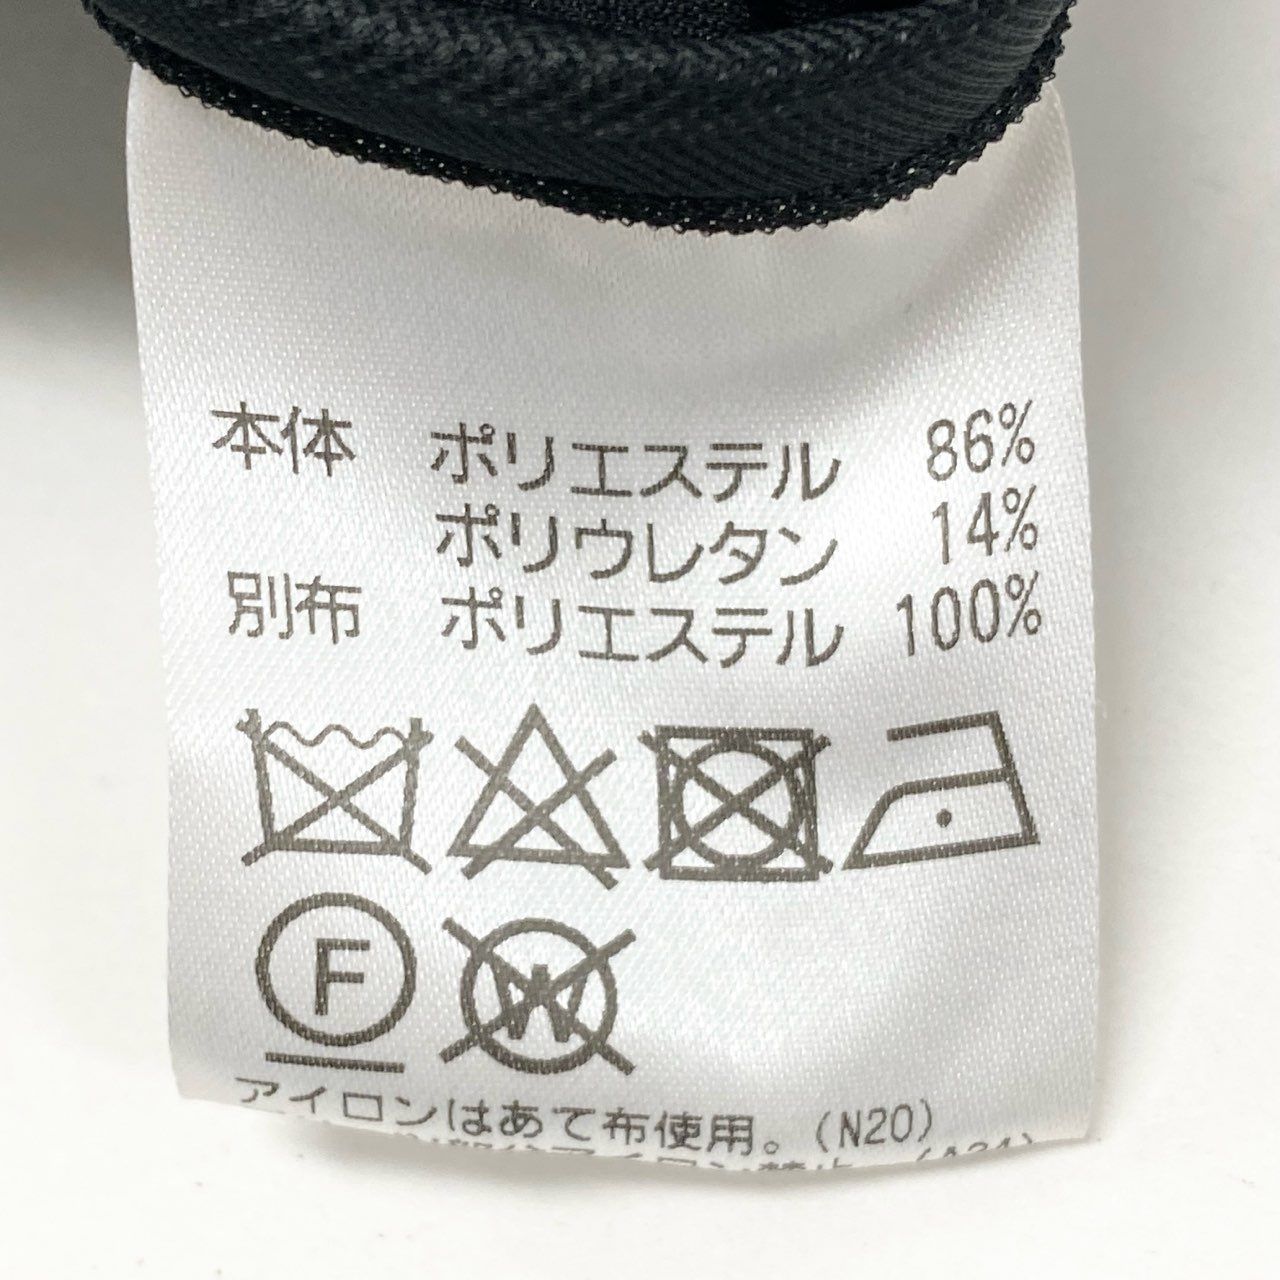 本体 ポリエステル 86%
ポリウレタン 14%
別布 ポリエステル 100%
F
W
アイロンはあて布使用。(N20)